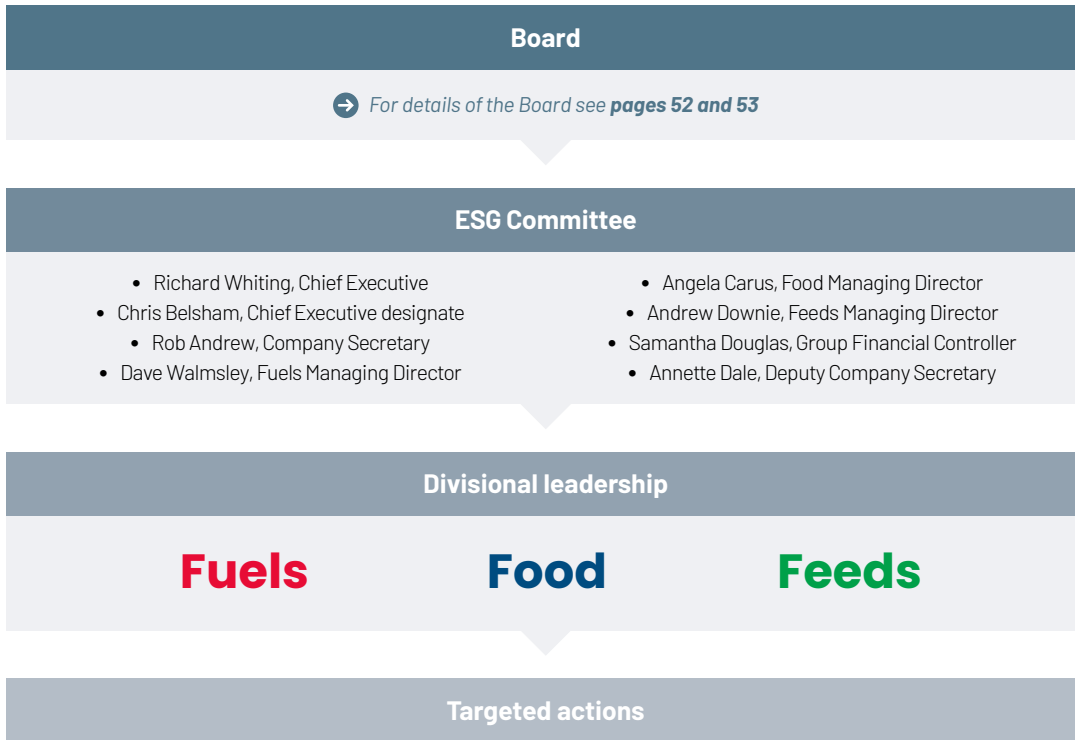 Board
For details of the Board see pages 52 and 53
ESG Committee
• Richard Whiting, Chief Executive
• Chris Belsham, Chief Executive designate
• Rob Andrew, Company Secretary
• Dave Walmsley, Fuels Managing Director
• Angela Carus, Food Managing Director
• Andrew Downie, Feeds Managing Director
• Samantha Douglas, Group Financial Controller
• Annette Dale, Deputy Company Secretary
Divisional leadership
Fuels
Food
Feeds
Targeted actions